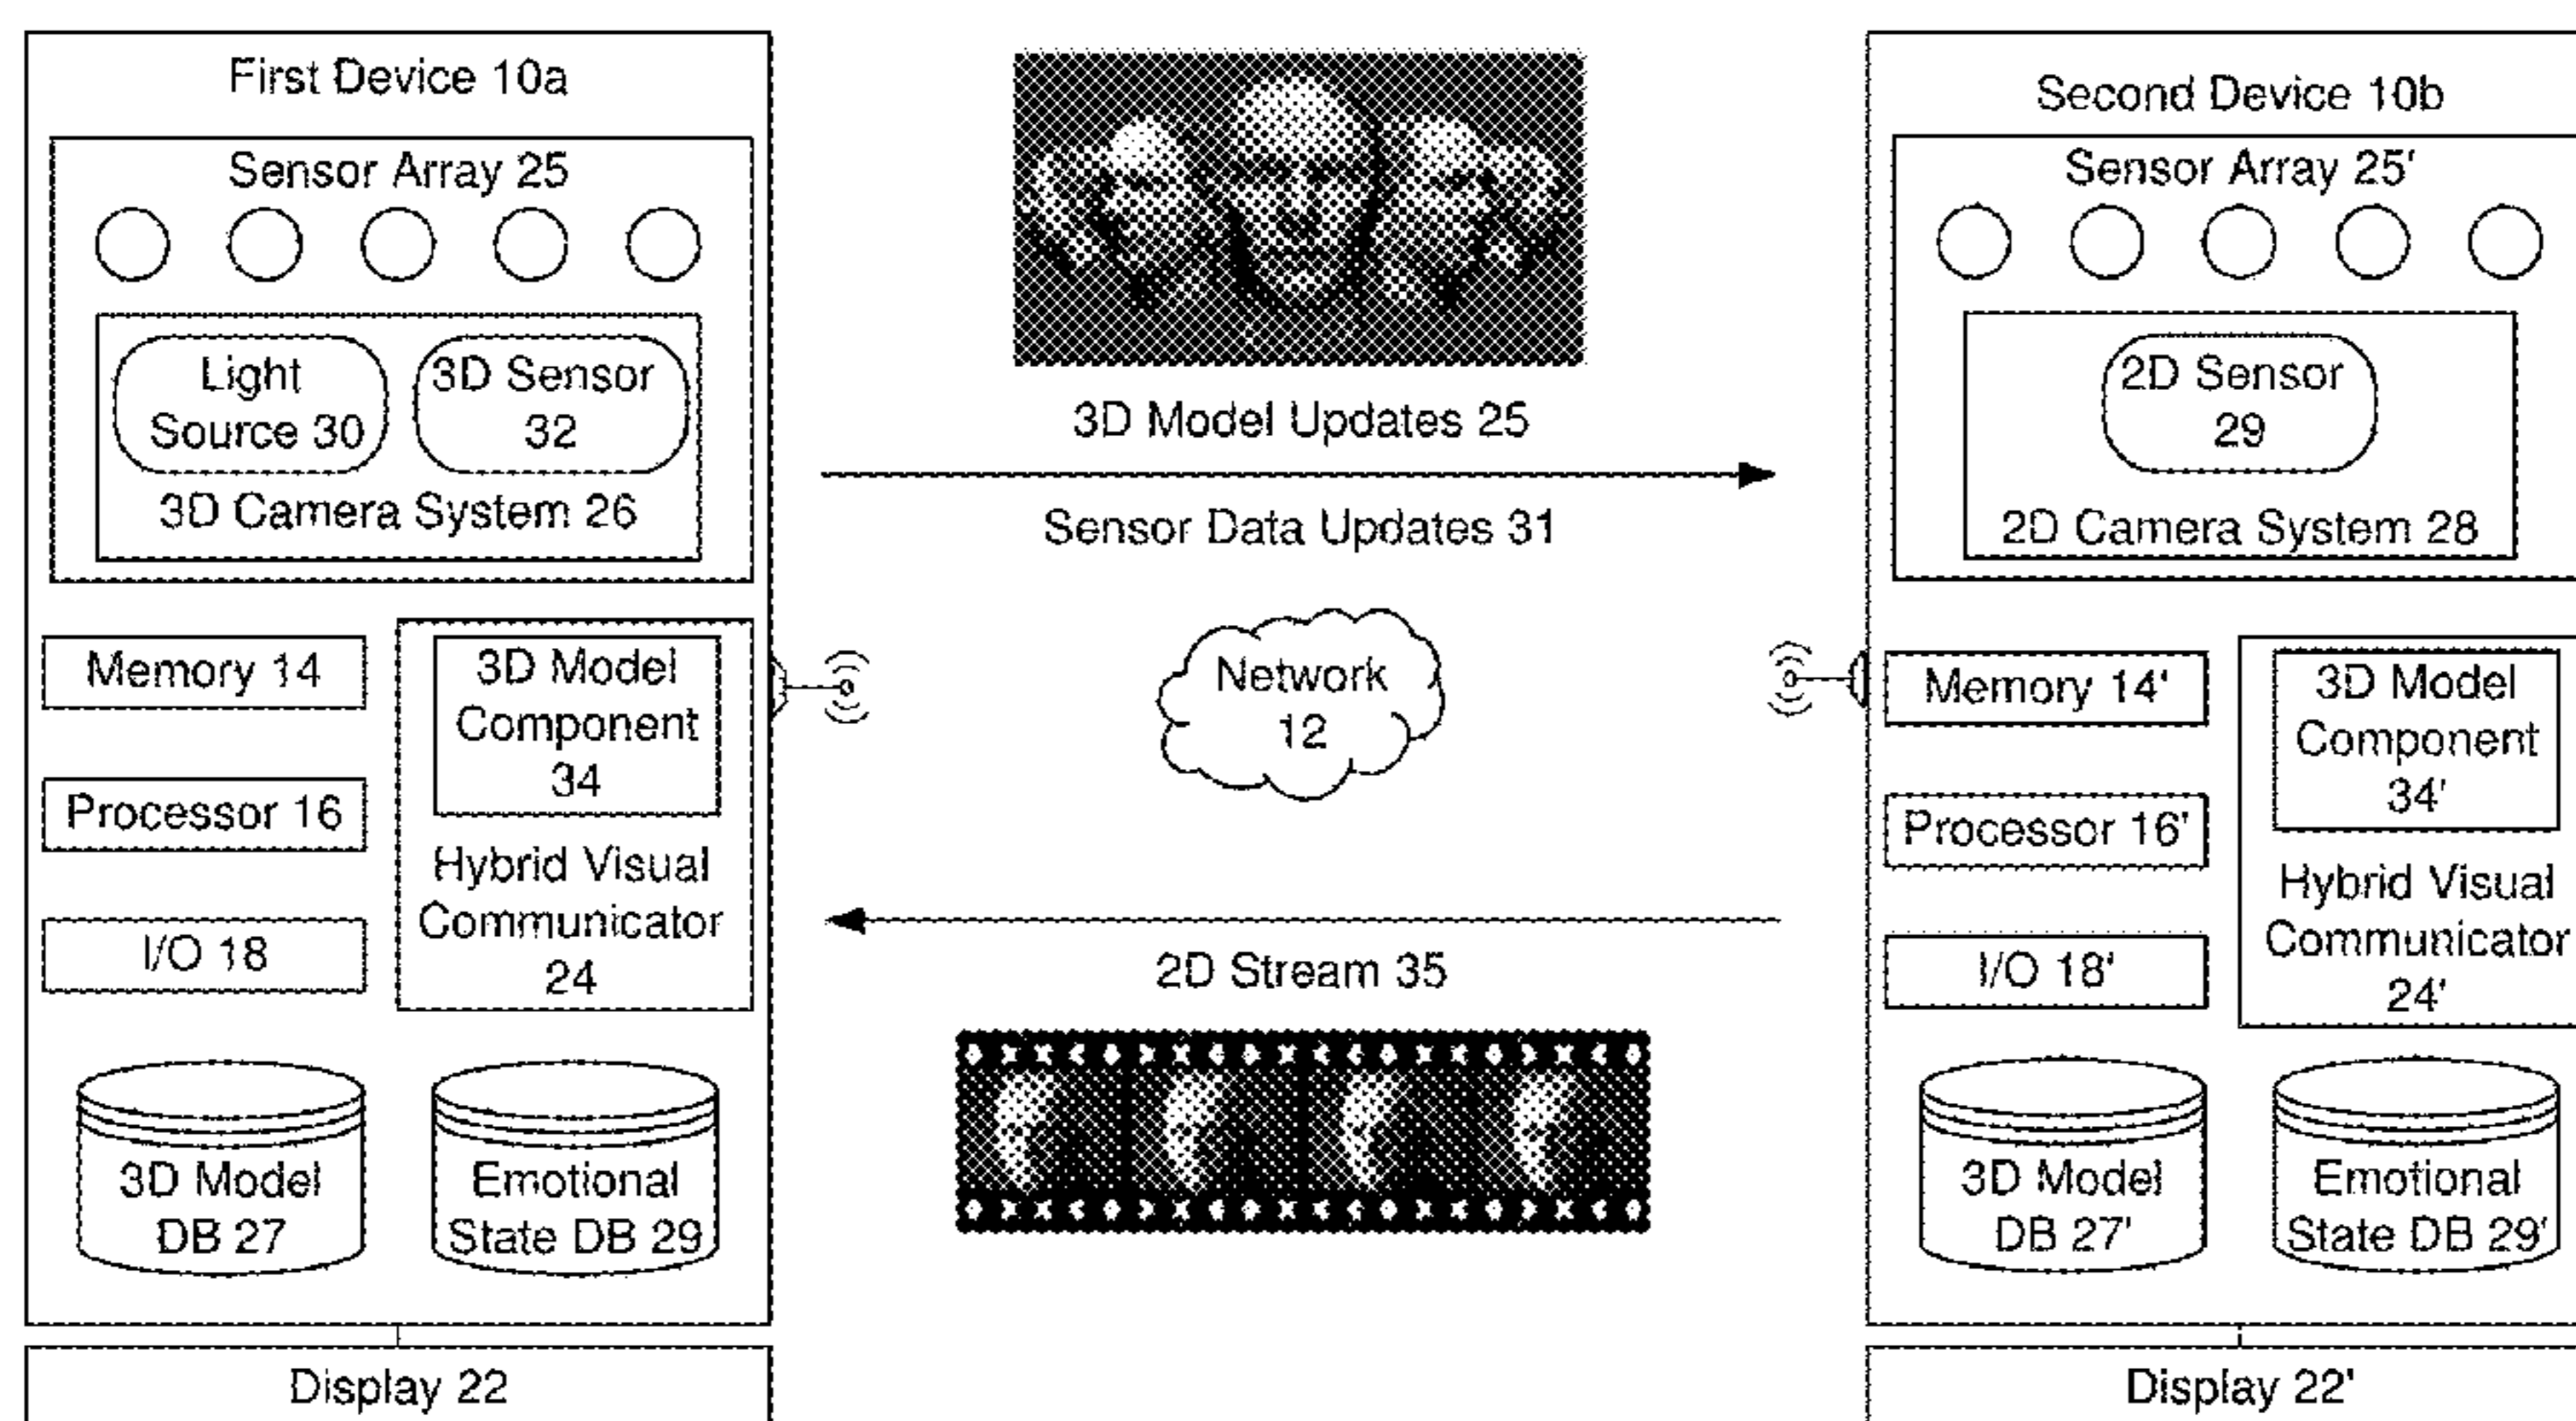 First Device 10a
Sensor Array 25
Light
Source 30
3D Sensor
32
3D Camera System 26
Memory 14
Processor 16
I/O 18
3D Model
Component
34
Hybrid Visual
Communicator
24
3D Model
DB 27
Emotional
State DB 29
Display 22
3D Model Updates 25
Sensor Data Updates 31
Network
12
2D Stream 35
Second Device 10b
Sensor Array 25'
2D Sensor
29
2D Camera System 28
Memory 14'
Processor 16'
I/O 18'
3D Model
Component
34'
Hybrid Visual
Communicator
24'
3D Model
DB 27'
Emotional
State DB 29'
Display 22'